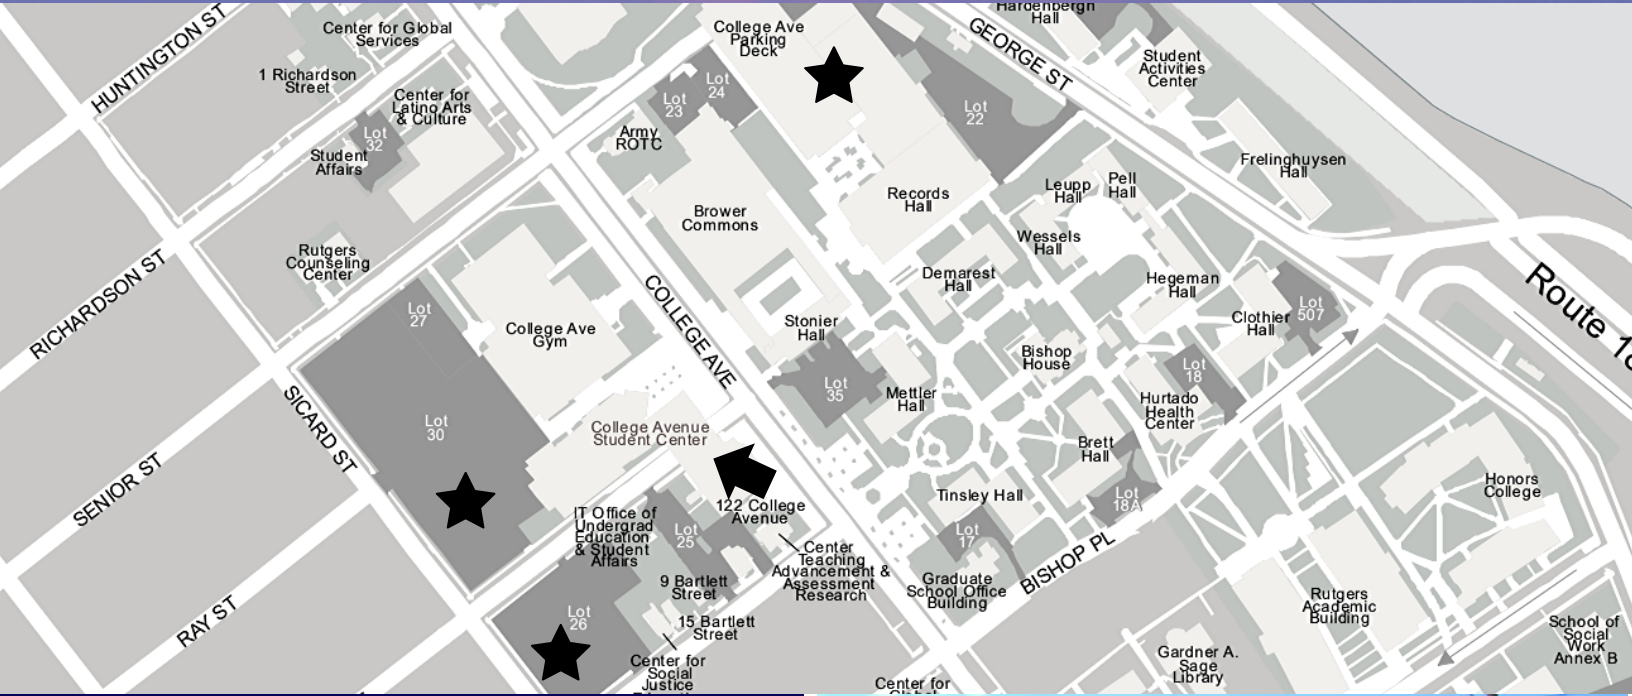 HUNTINGTON ST
Center for Global
Services
College Ave
Parking
Deck
GEORGE ST
Hardenbergh
Hall
Student
Activities
Center
1 Richardson
Street
Center for
Latino Arts
& Culture
Lot
32
Student
Affairs
Lot
23
Lot
24
Lot
22
Army
ROTC
Frelinghuysen
Hall
Leupp
Hall
Pell
Hall
Records
Hall
Brower
Commons
Wessels
Hall
Rutgers
Counseling
Center
RICHARDSON ST
Demarest
Hall
Hegeman
Hall
Route 18
Lot
27
College Ave
Gym
COLLEGE AVE
Stonier
Hall
Clothier
Hall
Lot
507
Bishop
House
Lot
18
Lot
35
Mettler
Hall
Hurtado
Health
Center
SICARD ST
Lot
30
College Avenue
Student Center
Brett
Hall
SENIOR ST
Honors
College
Tinsley Hall
Lot
18A
122 College
Avenue
IT Office of
Undergrad
Education
& Student
Affairs
Lot
25
Lot
17
Center
Teaching
Advancement &
Assessment
Research
BISHOP PL
Graduate
School Office
Building
9 Bartlett
Street
RAY ST
Lot
26
15 Bartlett
Street
Rutgers
Academic
Building
School of
Social
Work
Annex B
Center for
Social
Justice
Gardner A.
Sage
Library
Center for